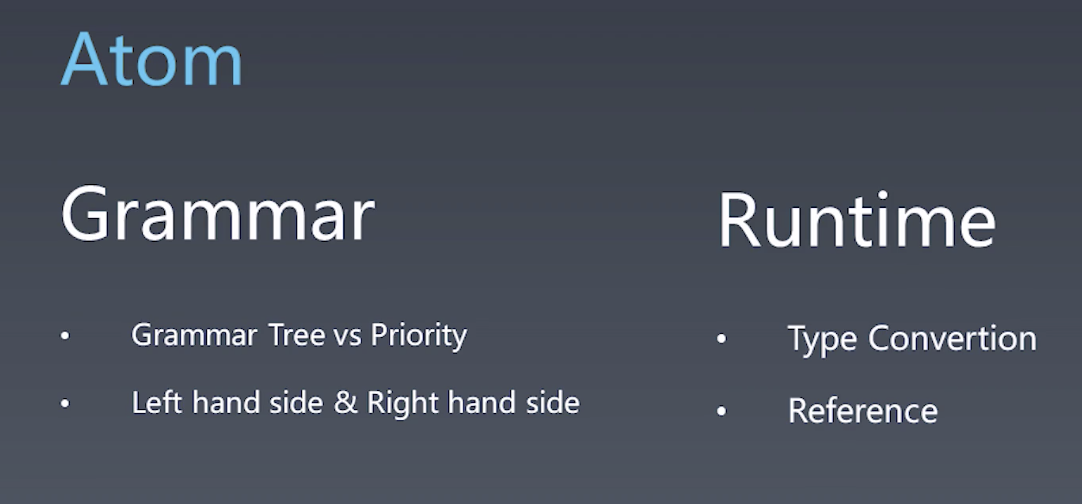 Atom
Grammar
• Grammar Tree vs Priority
• Left hand side & Right hand side
Runtime
• Type Convertion
• Reference